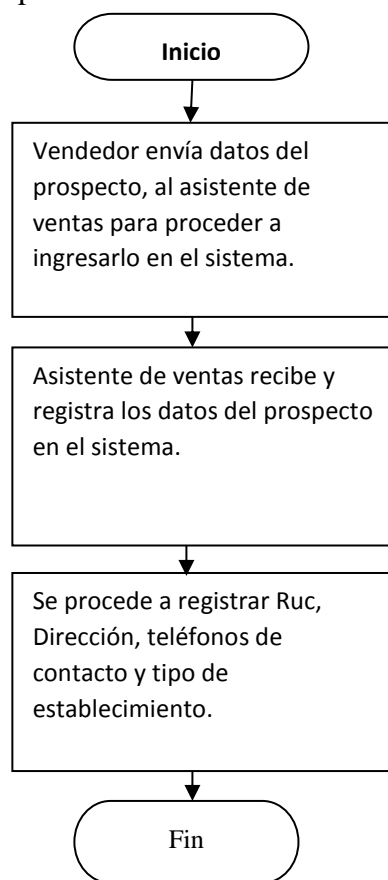 Inicio
Vendedor envía datos del
prospecto, al asistente de
ventas para proceder a
ingresarlo en el sistema.
Asistente de ventas recibe y
registra los datos del prospecto
en el sistema.
Se procede a registrar Ruc,
Dirección, teléfonos de
contacto y tipo de
establecimiento.
Fin